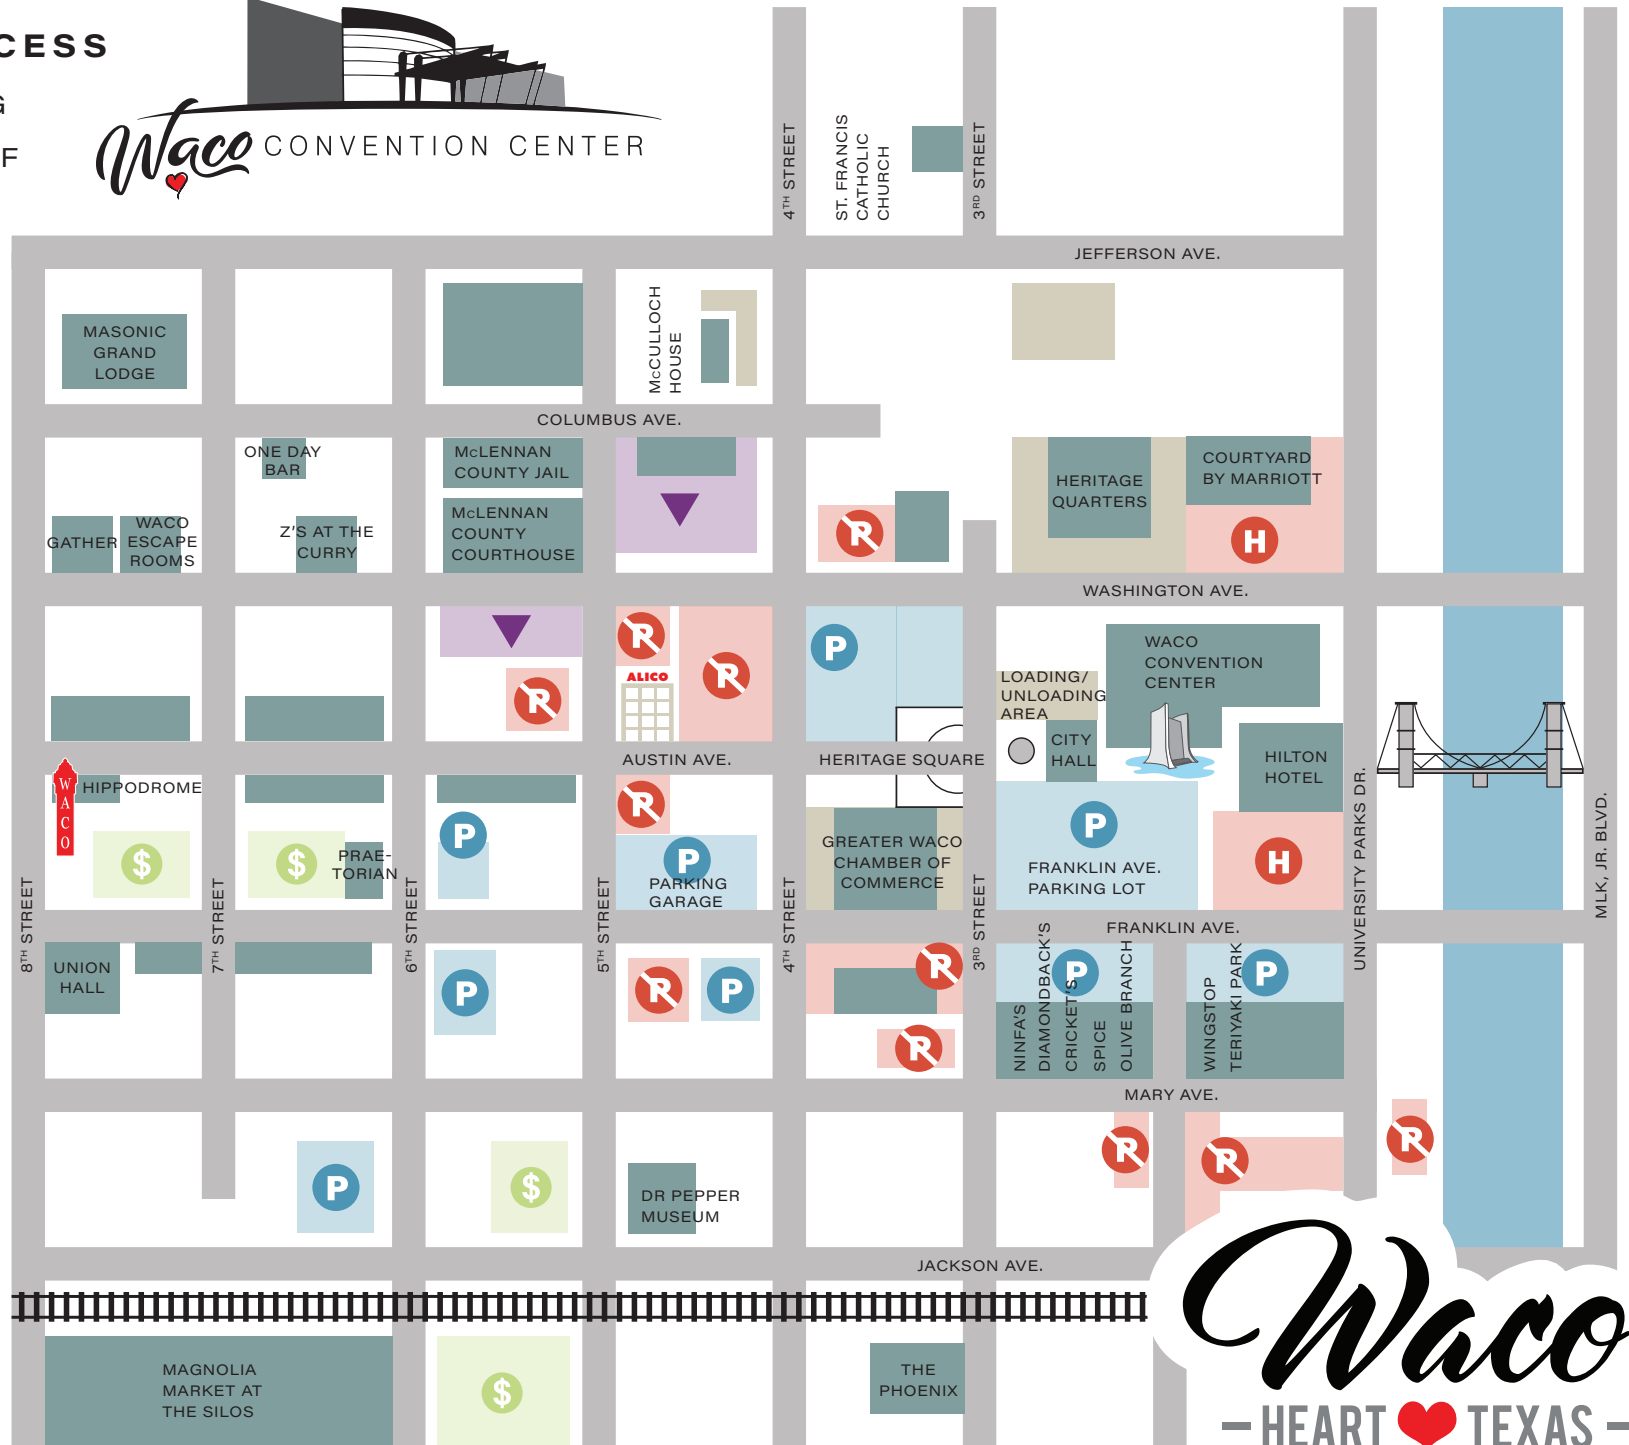 CESS
G
F
Waco CONVENTION CENTER
4TH STREET
ST. FRANCIS
CATHOLIC
CHURCH
3RD STREET
JEFFERSON AVE.
MASONIC
GRAND
LODGE
McCULLOCH
HOUSE
COLUMBUS AVE.
ONE DAY
BAR
McLENNAN
COUNTY JAIL
HERITAGE
QUARTERS
COURTYARD
BY MARRIOTT
GATHER
WACO
ESCAPE
ROOMS
Z'S AT THE
CURRY
McLENNAN
COUNTY
COURTHOUSE
R
H
WASHINGTON AVE.
R
R
R
ALICO
P
LOADING/
UNLOADING
AREA
WACO
CONVENTION
CENTER
CITY
HALL
HILTON
HOTEL
AUSTIN AVE.
HERITAGE SQUARE
WACO
HIPPODROME
$
$
PRAE-
TORIAN
P
R
P
PARKING
GARAGE
GREATER WACO
CHAMBER OF
COMMERCE
P
FRANKLIN AVE.
PARKING LOT
H
UNIVERSITY PARKS DR.
MLK, JR. BLVD.
8TH STREET
7TH STREET
6TH STREET
5TH STREET
4TH STREET
3RD STREET
FRANKLIN AVE.
UNION
HALL
P
R
P
R
R
P
NINFA'S
DIAMONDBACK'S
CRICKET'S
SPICE
OLIVE BRANCH
P
WINGSTOP
TERIYAKI PARK
MARY AVE.
P
$
DR PEPPER
MUSEUM
R
R
R
JACKSON AVE.
MAGNOLIA
MARKET AT
THE SILOS
$
THE
PHOENIX
Waco
HEART TEXAS